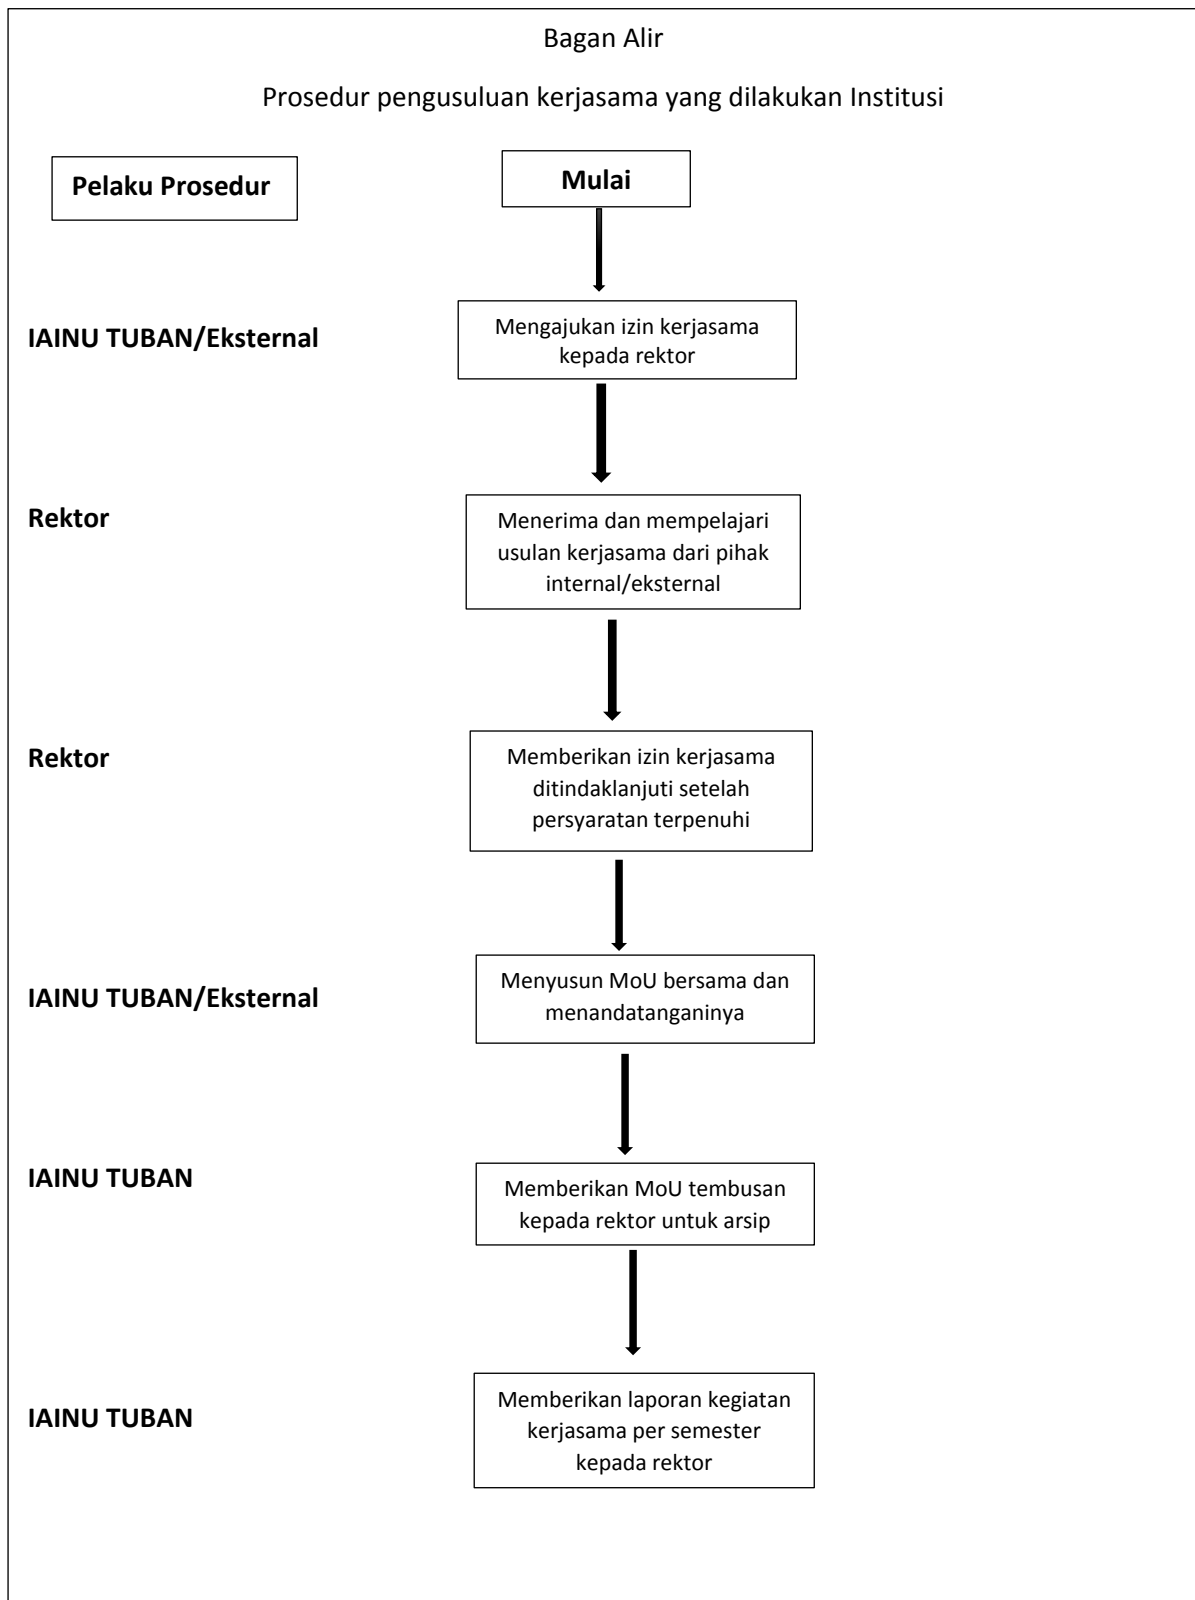 Bagan Alir
Prosedur pengusuluan kerjasama yang dilakukan Institusi
Pelaku Prosedur
Mulai
IAINU TUBAN/Eksternal
Mengajukan izin kerjasama
kepada rektor
Rektor
Menerima dan mempelajari
usulan kerjasama dari pihak
internal/eksternal
Rektor
Memberikan izin kerjasama
ditindaklanjuti setelah
persyaratan terpenuhi
IAINU TUBAN/Eksternal
Menyusun MoU bersama dan
menandatanganinya
IAINU TUBAN
Memberikan MoU tembusan
kepada rektor untuk arsip
IAINU TUBAN
Memberikan laporan kegiatan
kerjasama per semester
kepada rektor